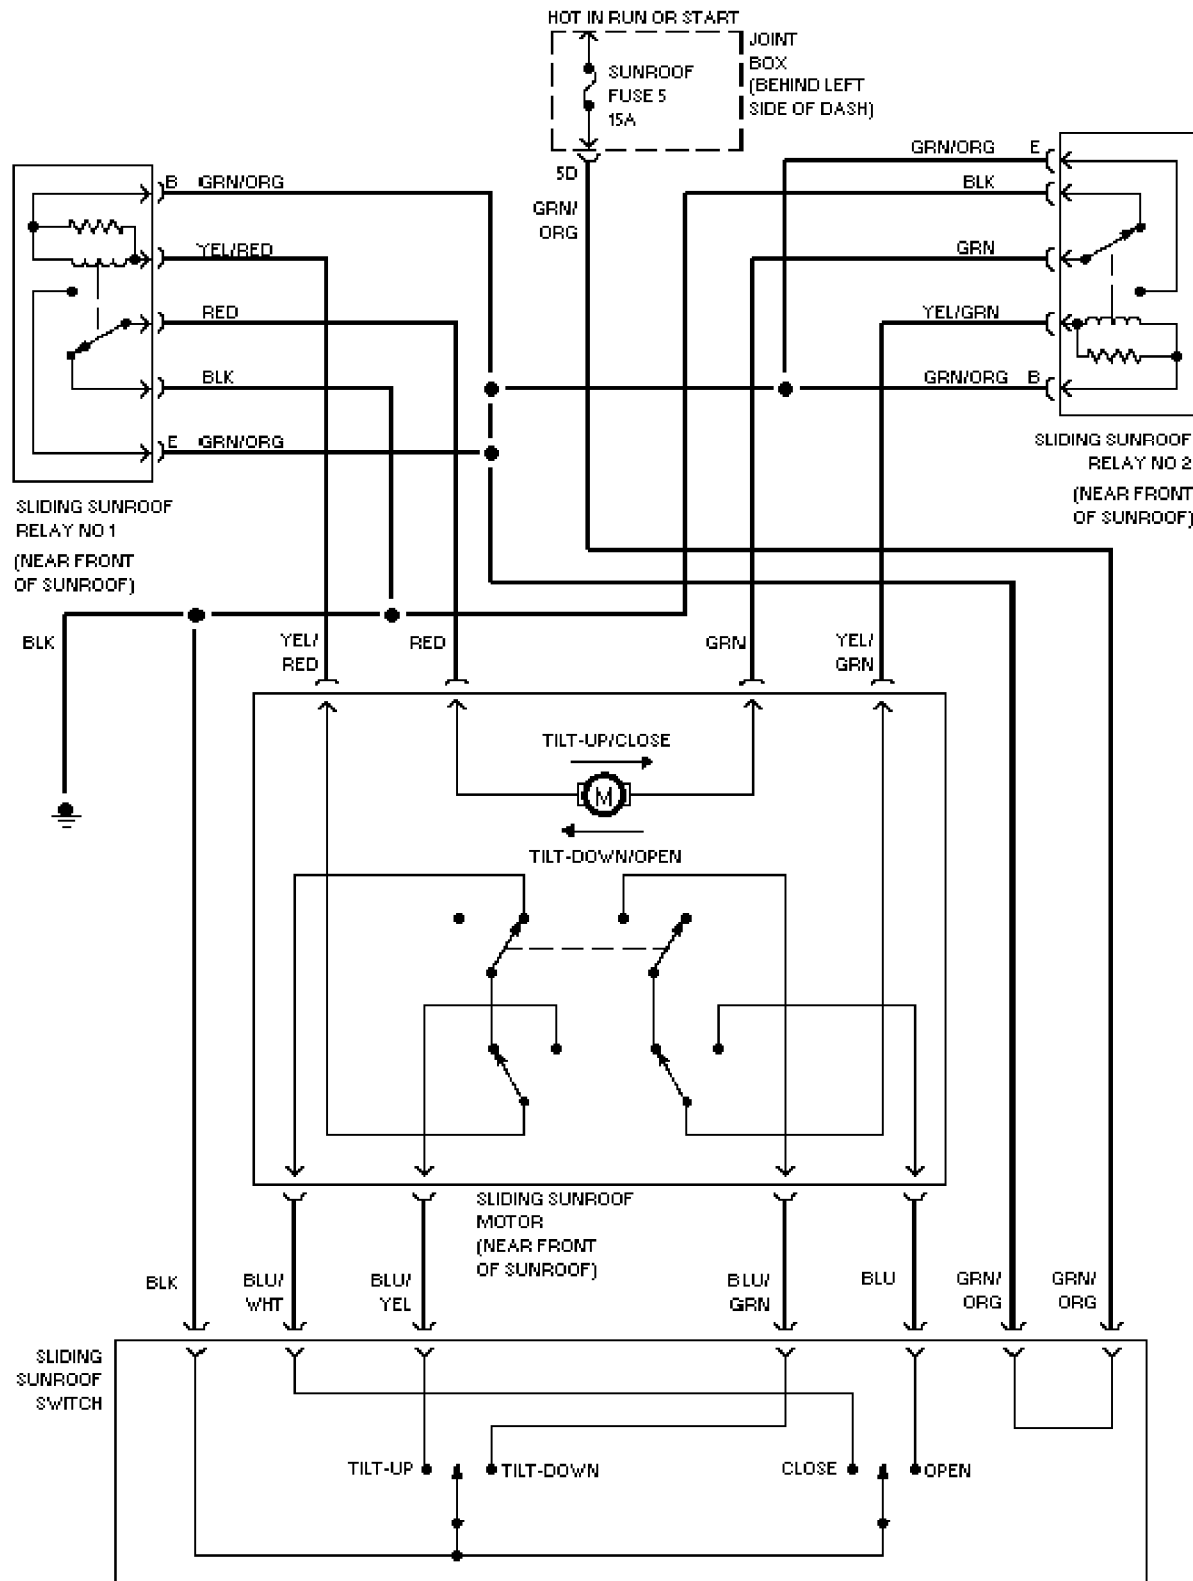 HOT IN RUN OR START
JOINT
BOX
(BEHIND LEFT
SIDE OF DASH)
SUNROOF
FUSE 5
15A
5D
GRN/
ORG
B GRN/ORG
YEL/RED
RED
BLK
E GRN/ORG
SLIDING SUNROOF
RELAY NO 1
(NEAR FRONT
OF SUNROOF)
GRN/ORG E
BLK
GRN
YEL/GRN
GRN/ORG B
SLIDING SUNROOF
RELAY NO 2
(NEAR FRONT
OF SUNROOF)
BLK
YEL/
RED
RED
GRN
YEL/
GRN
TILT-UP/CLOSE
M
TILT-DOWN/OPEN
SLIDING SUNROOF
MOTOR
(NEAR FRONT
OF SUNROOF)
BLK
BLU/
WHT
BLU/
YEL
BLU/
GRN
BLU
GRN/
ORG
GRN/
ORG
SLIDING
SUNROOF
SWITCH
TILT-UP
TILT-DOWN
CLOSE
OPEN